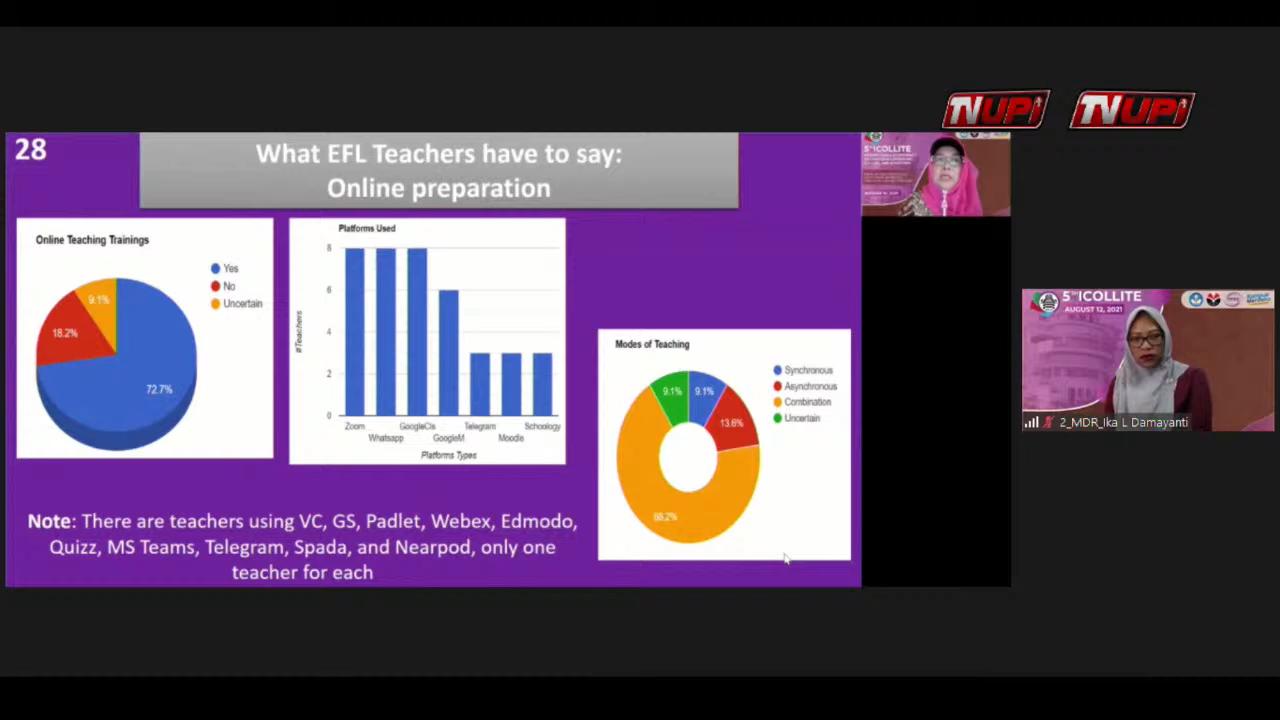 TVUPI TVUPI
28
What EFL Teachers have to say:
Online preparation
Online Teaching Trainings
Yes
No
Uncertain
9.1%
18.2%
72.7%
Platforms Used
8
6
4
2
0
#Teachers
Zoom
Whatsapp
GoogleCls
GoogleM
Telegram
Moodle
Schoology
Platforms Types
Modes of Teaching
Synchronous
Asynchronous
Combination
Uncertain
9.1%
9.1%
13.6%
68.2%
Note: There are teachers using VC, GS, Padlet, Webex, Edmodo,
Quizz, MS Teams, Telegram, Spada, and Nearpod, only one
teacher for each
5th ICOLLITE
5th ICOLLITE
AUGUST 12, 2021
2_MDR_Ika L Damayanti